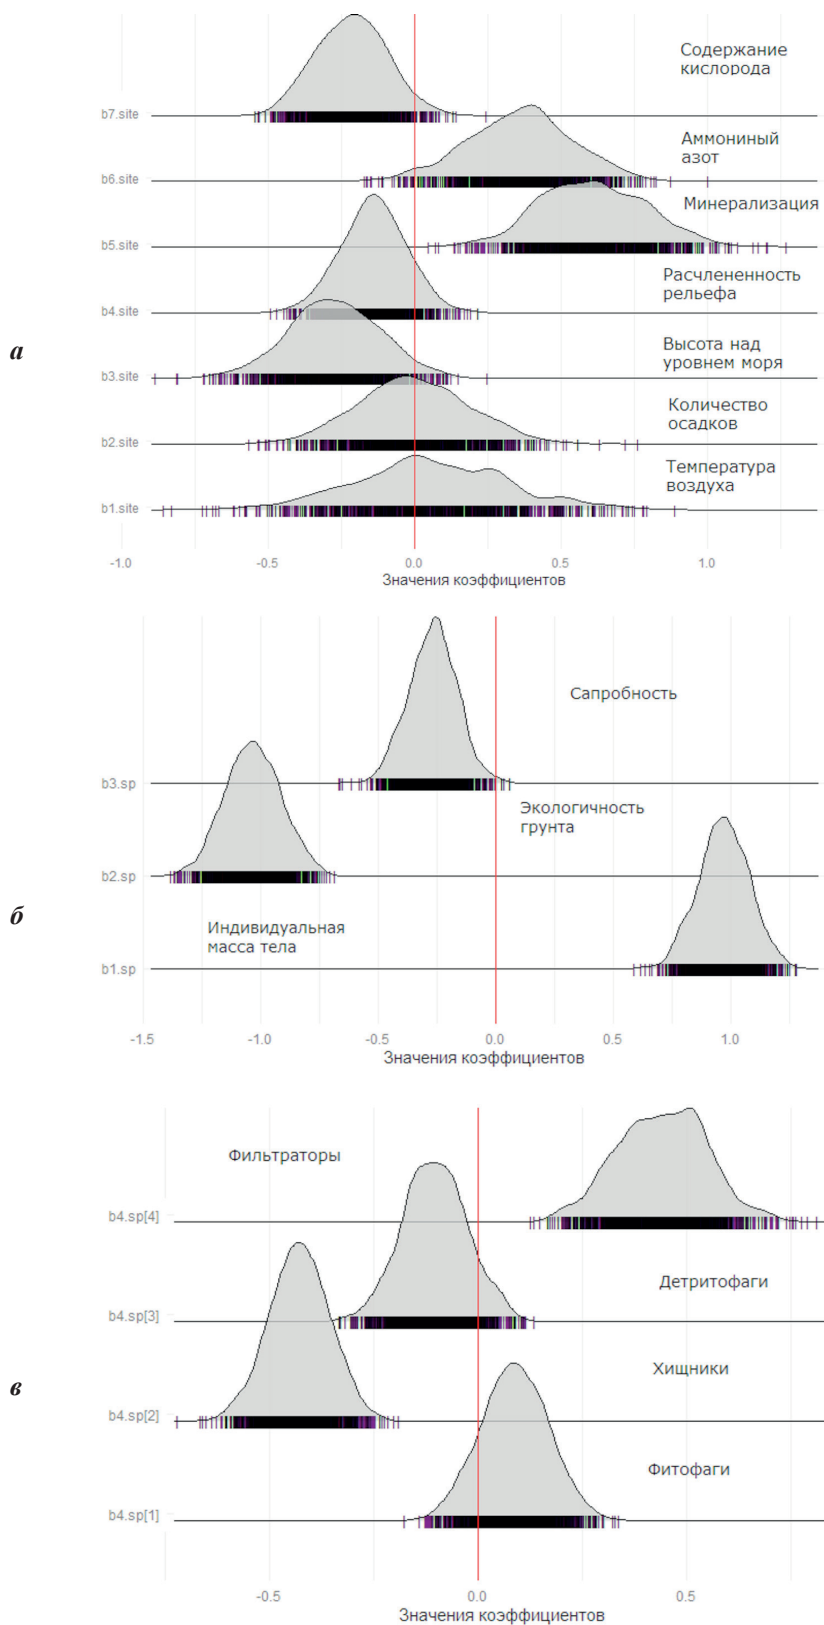 Содержание
кислорода
b7.site
Аммониный
азот
b6.site
Минерализация
b5.site
Расчлененность
рельефа
b4.site
а
Высота над
уровнем моря
b3.site
Количество
осадков
b2.site
Температура
воздуха
b1.site
-1.0 -0.5 0.0 0.5 1.0
Значения коэффициентов
Сапробность
b3.sp
Экологичность
грунта
b2.sp
б
Индивидуальная
масса тела
b1.sp
-1.5 -1.0 -0.5 0.0 0.5 1.0
Значения коэффициентов
Фильтраторы
b4.sp[4]
Детритофаги
b4.sp[3]
Хищники
в
b4.sp[2]
Фитофаги
b4.sp[1]
-0.5 0.0 0.5
Значения коэффициентов